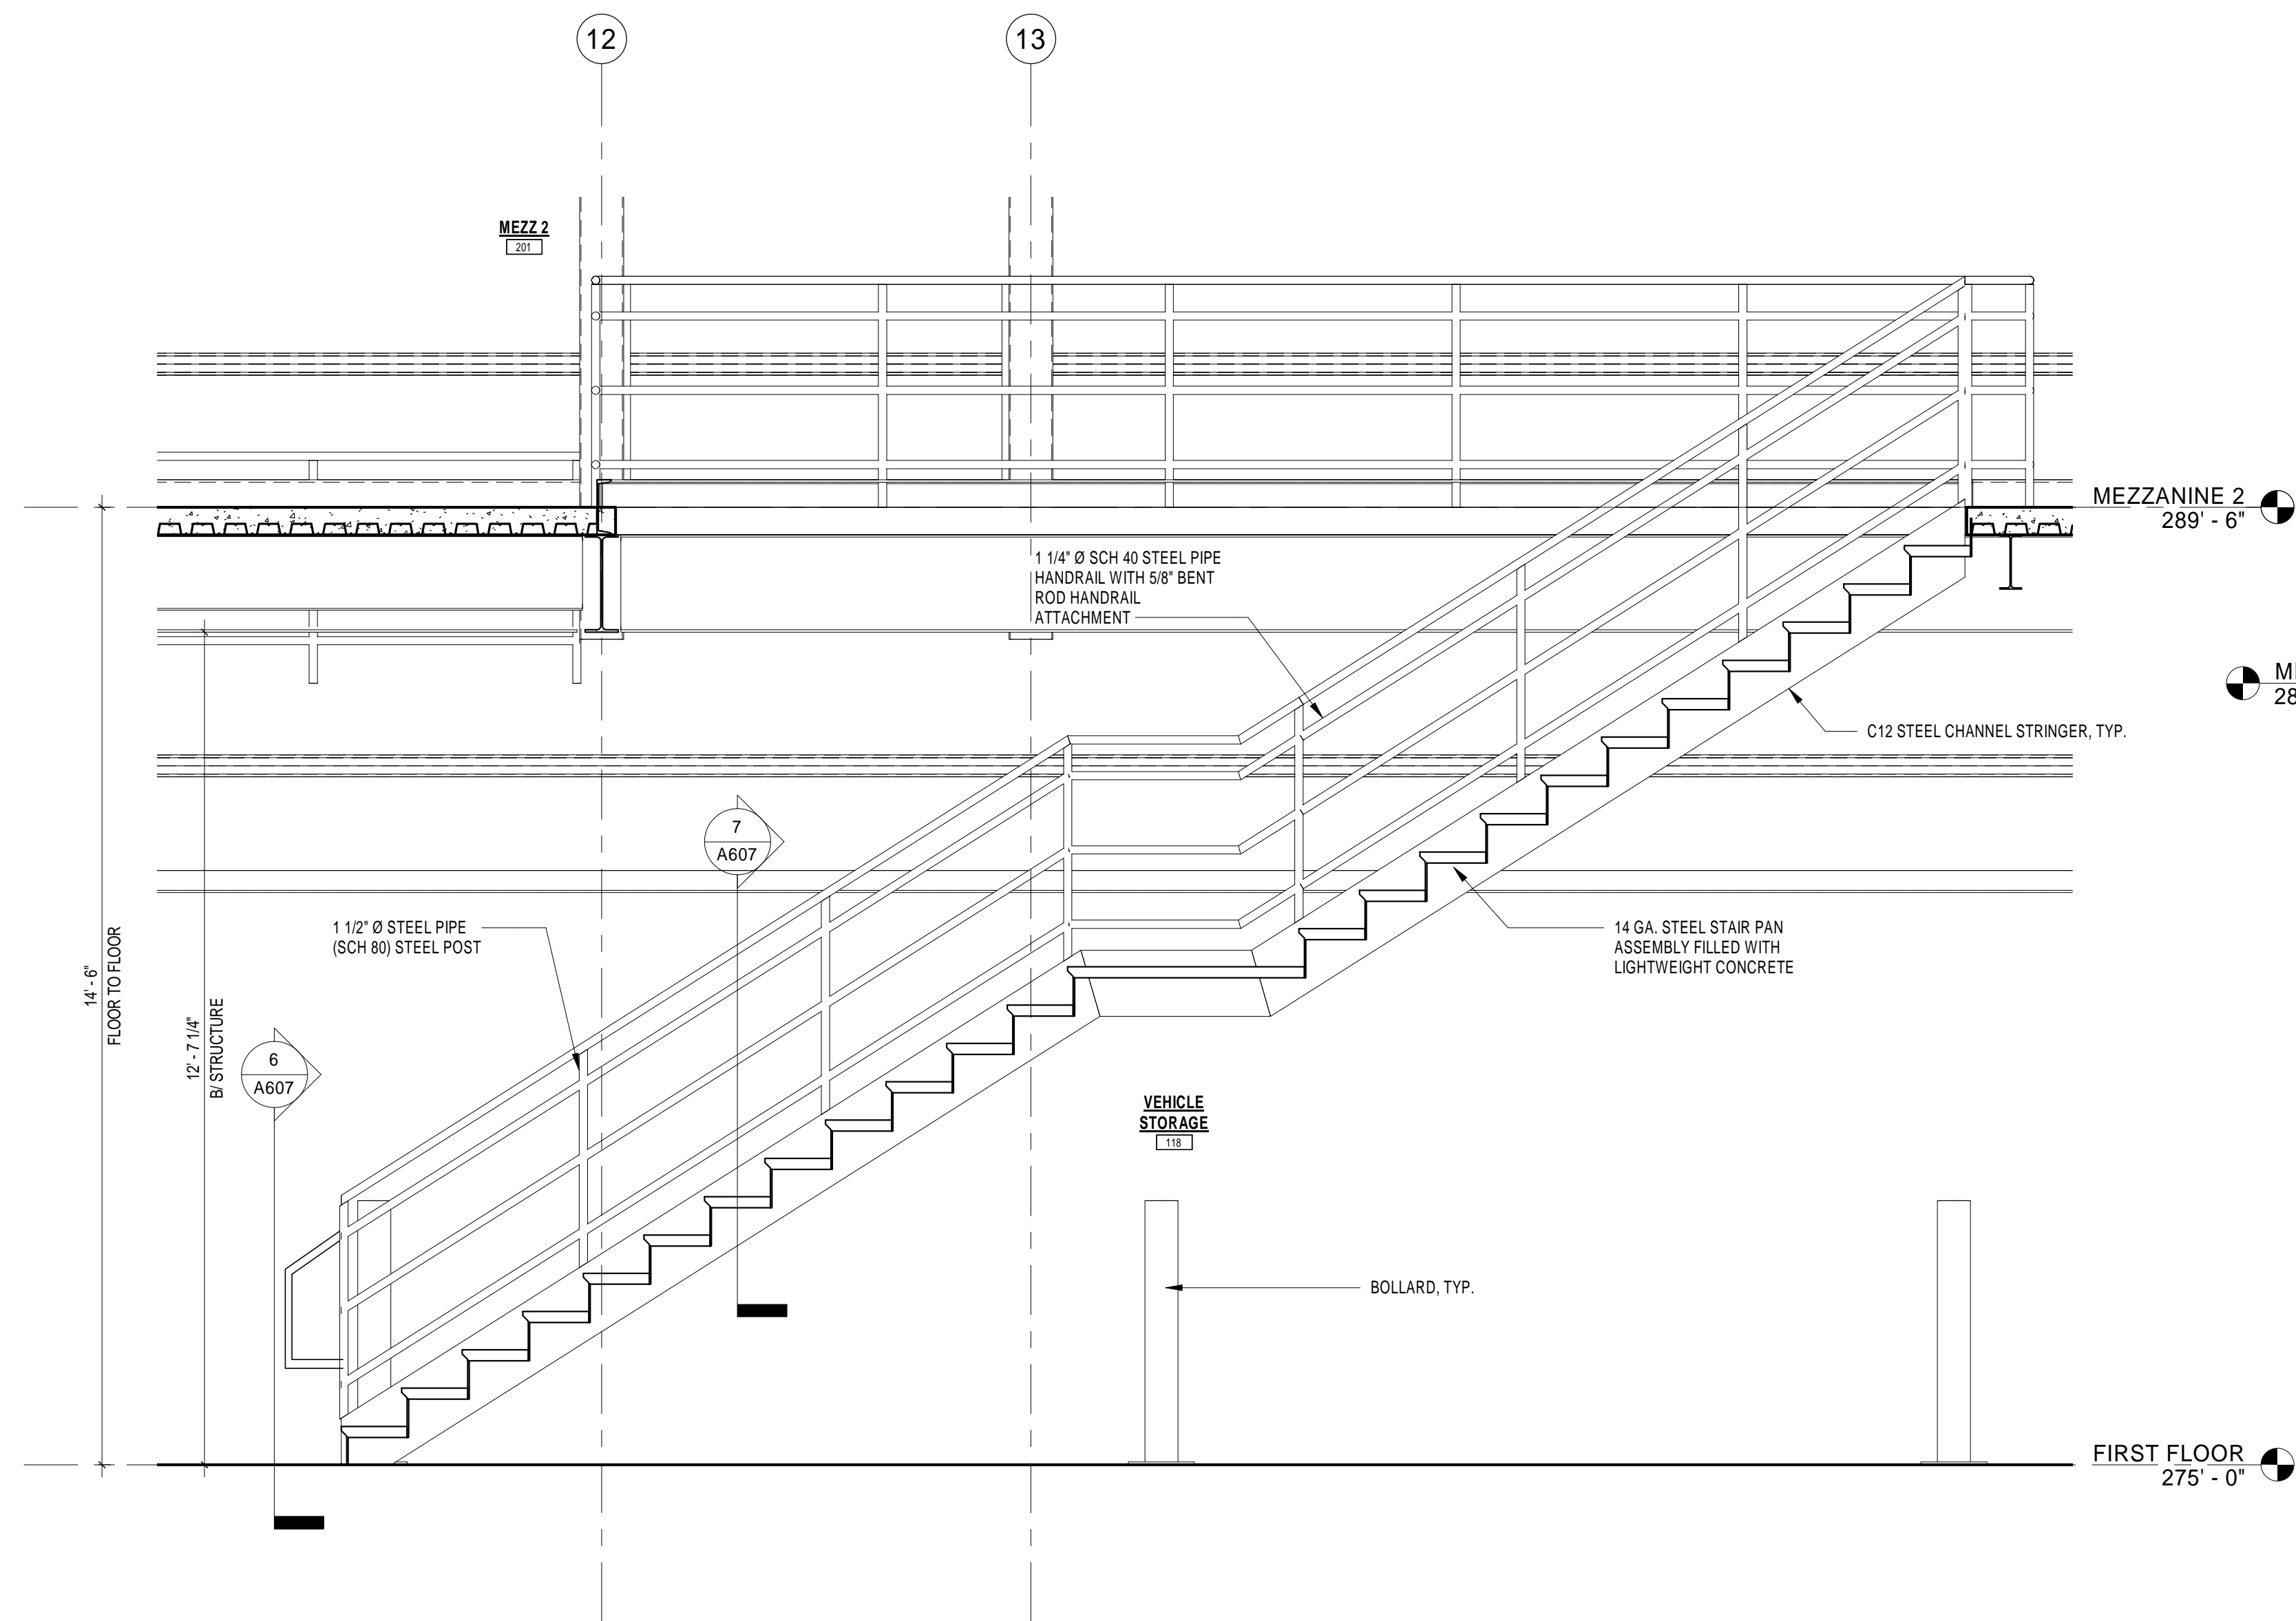 12
13
MEZZ 2
201
MEZZANINE 2
289' - 6"
1 1/4" Ø SCH 40 STEEL PIPE
HANDRAIL WITH 5/8" BENT
ROD HANDRAIL
ATTACHMENT
28
C12 STEEL CHANNEL STRINGER, TYP.
7
A607
1 1/2" Ø STEEL PIPE
(SCH 80) STEEL POST
14 GA. STEEL STAIR PAN
ASSEMBLY FILLED WITH
LIGHTWEIGHT CONCRETE
14' - 6"
FLOOR TO FLOOR
12' - 7 1/4"
B/ STRUCTURE
6
A607
VEHICLE
STORAGE
118
BOLLARD, TYP.
FIRST FLOOR
275' - 0"